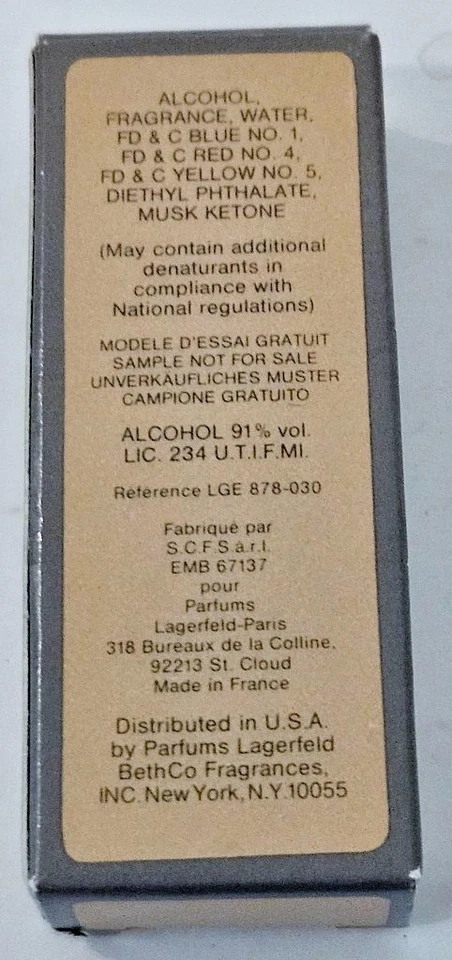 ALCOHOL,
FRAGRANCE, WATER,
FD & C BLUE NO. 1,
FD & C RED NO. 4,
FD & C YELLOW NO. 5,
DIETHYL PHTHALATE,
MUSK KETONE
(May contain additional
denaturants in
compliance with
National regulations)
MODELE D'ESSAI GRATUIT
SAMPLE NOT FOR SALE
UNVERKÄUFLICHES MUSTER
CAMPIONE GRATUITO
ALCOHOL 91% vol.
LIC. 234 U.T.I.F.MI.
Référence LGE 878-030
Fabriqué par
S.C.F.S.à.r.l.
EMB 67137
pour
Parfums
Lagerfeld-Paris
318 Bureaux de la Colline,
92213 St. Cloud
Made in France
Distributed in U.S.A.
by Parfums Lagerfeld
BethCo Fragrances,
INC. New York, N.Y. 10055